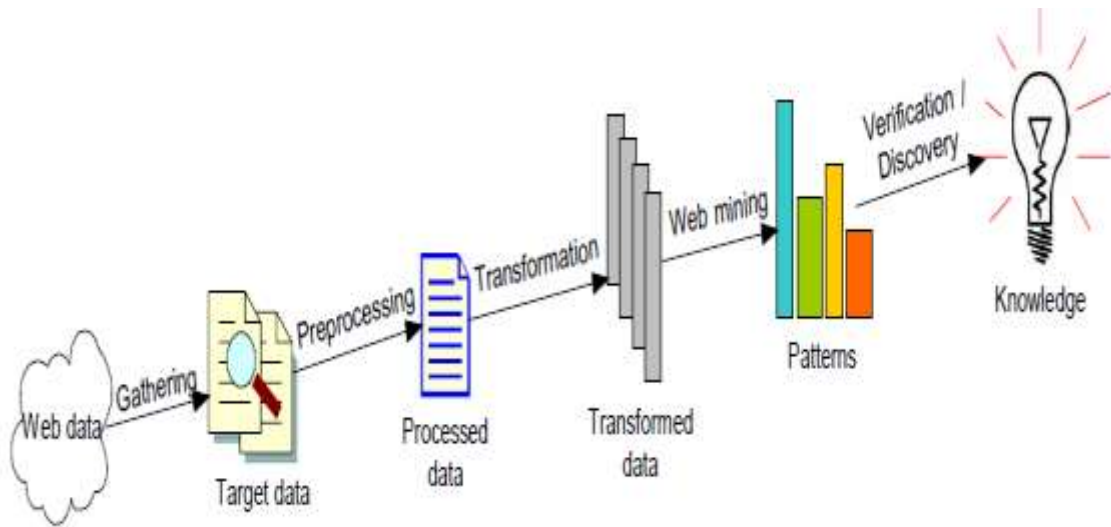 Web data
Gathering
Target data
Preprocessing
Processed
data
Transformation
Transformed
data
Web mining
Patterns
Verification /
Discovery
Knowledge